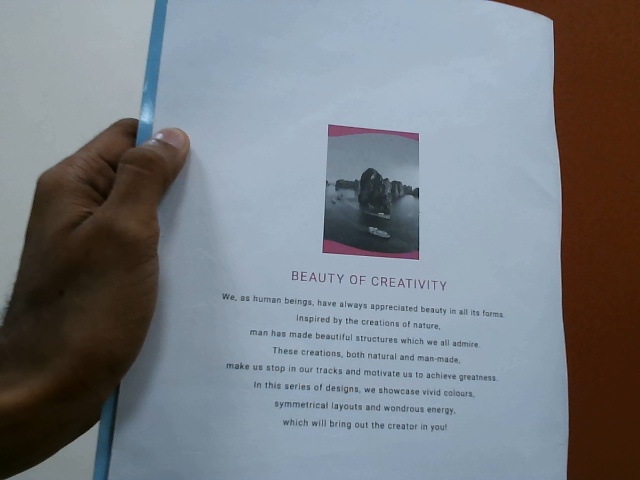 BEAUTY OF CREATIVITY
We, as human beings, have always appreciated beauty in all its forms.
Inspired by the creations of nature,
man has made beautiful structures which we all admire.
These creations, both natural and man-made,
make us stop in our tracks and motivate us to achieve greatness.
In this series of designs, we showcase vivid colours,
symmetrical layouts and wondrous energy,
which will bring out the creator in you!